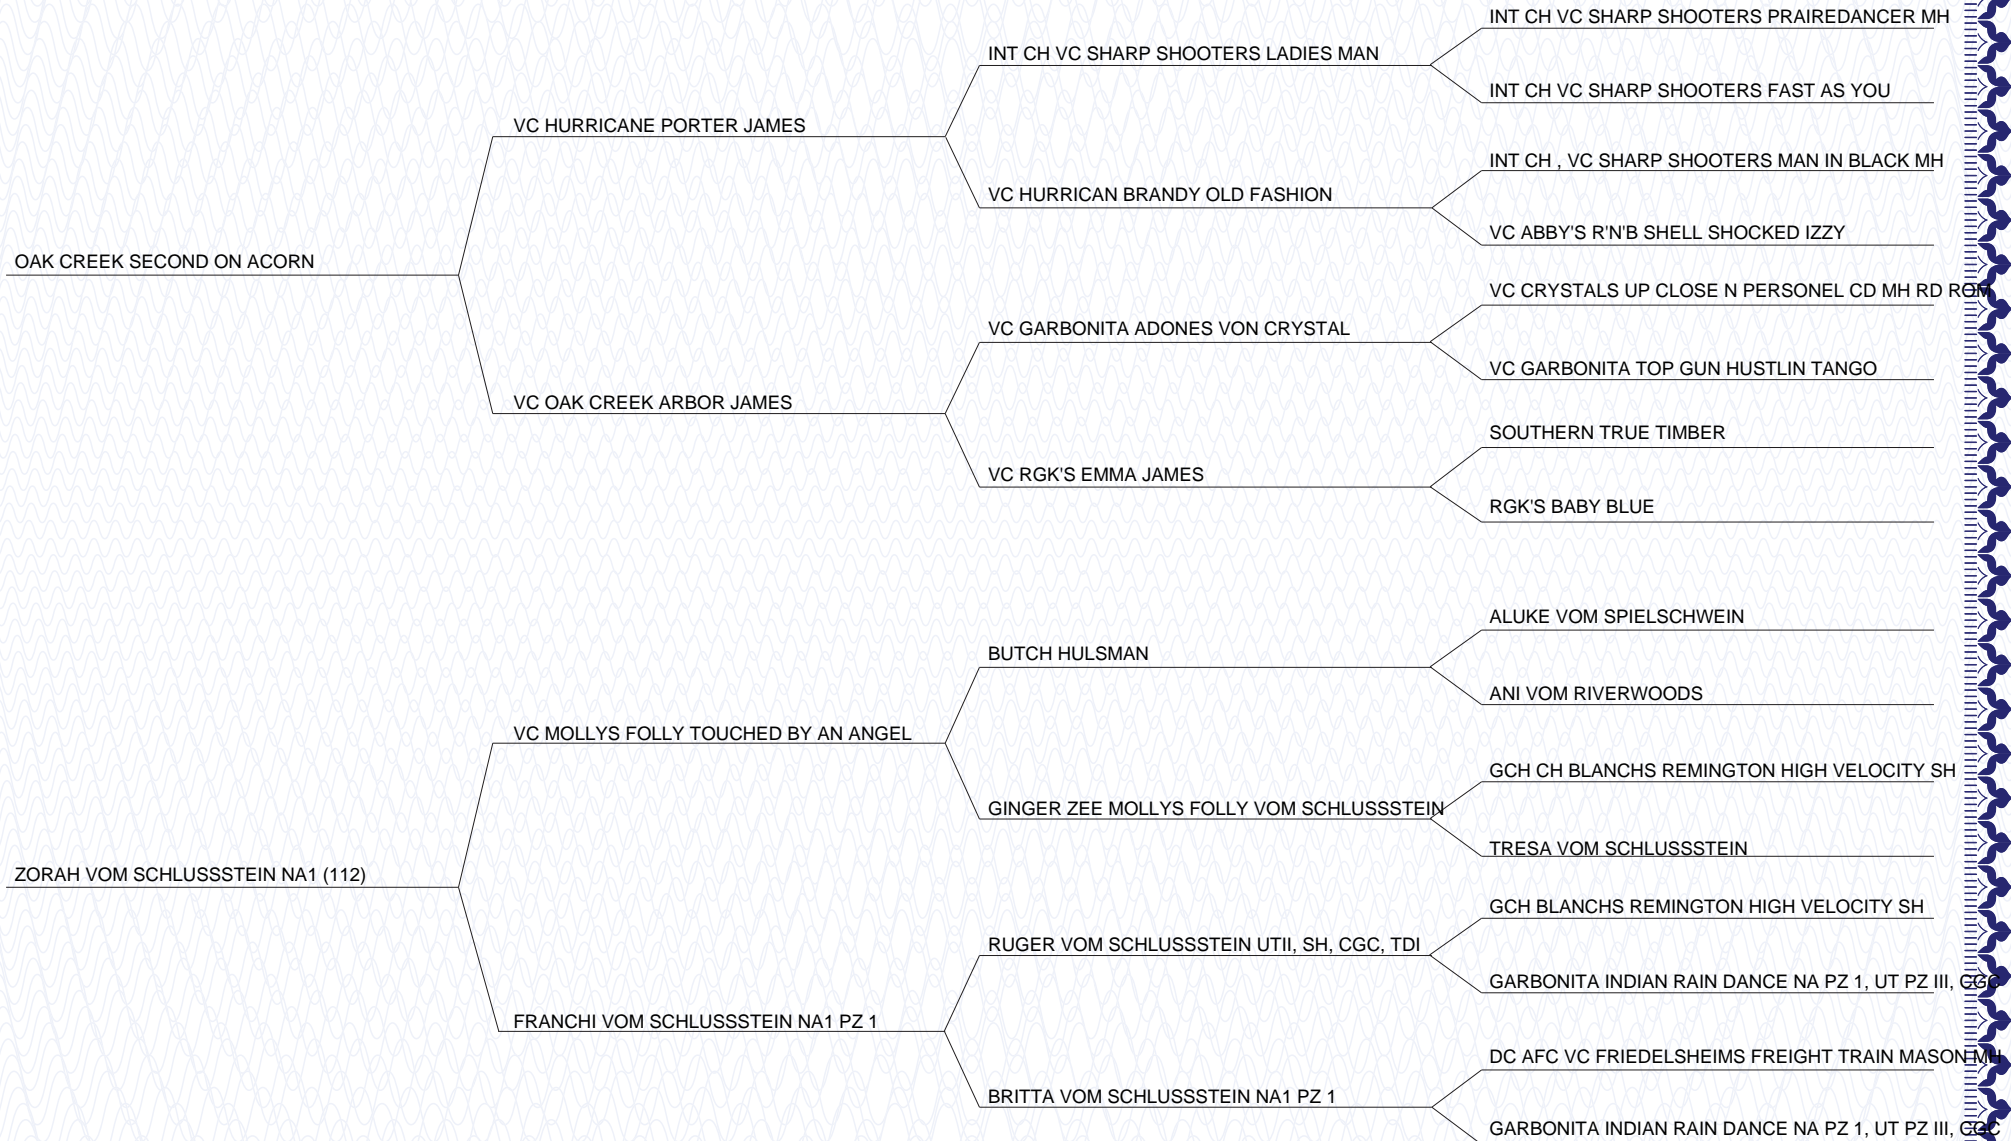 INT CH VC SHARP SHOOTERS PRAIREDANCER MH
INT CH VC SHARP SHOOTERS LADIES MAN
INT CH VC SHARP SHOOTERS FAST AS YOU
VC HURRICANE PORTER JAMES
INT CH , VC SHARP SHOOTERS MAN IN BLACK MH
VC HURRICAN BRANDY OLD FASHION
VC ABBY'S R'N'B SHELL SHOCKED IZZY
OAK CREEK SECOND ON ACORN
VC CRYSTALS UP CLOSE N PERSONEL CD MH RD ROM
VC GARBONITA ADONES VON CRYSTAL
VC GARBONITA TOP GUN HUSTLIN TANGO
VC OAK CREEK ARBOR JAMES
SOUTHERN TRUE TIMBER
VC RGK'S EMMA JAMES
RGK'S BABY BLUE
ALUKE VOM SPIELSCHWEIN
BUTCH HULSMAN
ANI VOM RIVERWOODS
VC MOLLYS FOLLY TOUCHED BY AN ANGEL
GCH CH BLANCHS REMINGTON HIGH VELOCITY SH
GINGER ZEE MOLLYS FOLLY VOM SCHLUSSSTEIN
TRESA VOM SCHLUSSSTEIN
ZORAH VOM SCHLUSSSTEIN NA1 (112)
GCH BLANCHS REMINGTON HIGH VELOCITY SH
RUGER VOM SCHLUSSSTEIN UTII, SH, CGC, TDI
GARBONITA INDIAN RAIN DANCE NA PZ 1, UT PZ III, CGC
FRANCHI VOM SCHLUSSSTEIN NA1 PZ 1
DC AFC VC FRIEDELSHEIMS FREIGHT TRAIN MASON MH
BRITTA VOM SCHLUSSSTEIN NA1 PZ 1
GARBONITA INDIAN RAIN DANCE NA PZ 1, UT PZ III, CGC